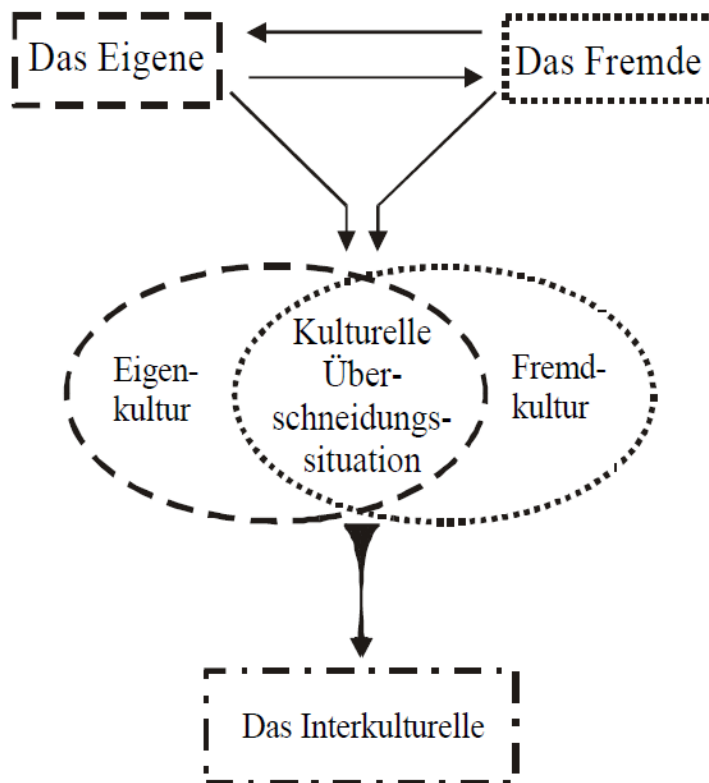 Das Eigene
Das Fremde
Eigen-
kultur
Kulturelle
Über-
schneidungs-
situation
Fremd-
kultur
Das Interkulturelle